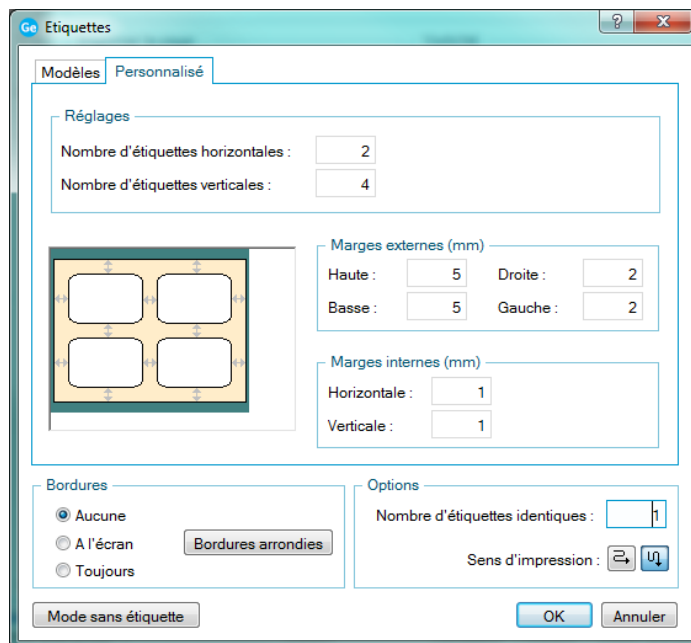 Ge Etiquettes
Modèles Personnalisé
Réglages
Nombre d'étiquettes horizontales : 2
Nombre d'étiquettes verticales : 4
Marges externes (mm)
Haute : 5 Droite : 2
Basse : 5 Gauche : 2
Marges internes (mm)
Horizontale : 1
Verticale : 1
Bordures
Aucune
A l'écran
Bordures arrondies
Toujours
Options
Nombre d'étiquettes identiques : 1
Sens d'impression :
Mode sans étiquette
OK Annuler